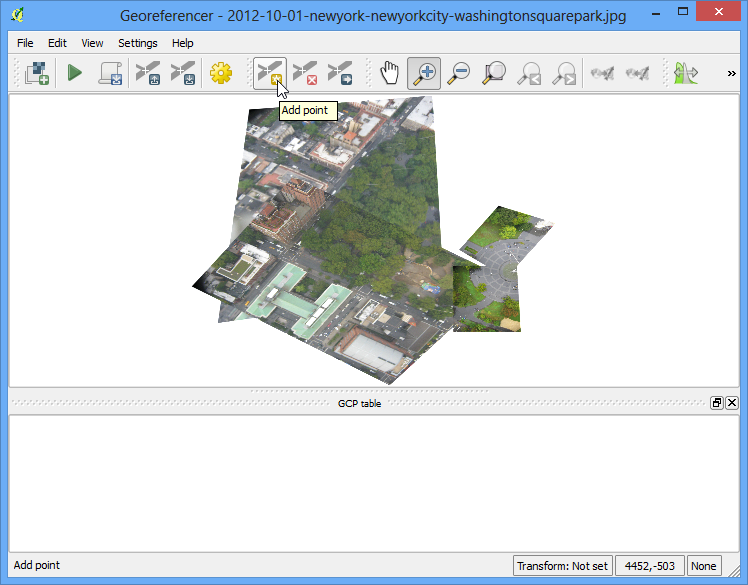 Georeferencer - 2012-10-01-newyork-newyorkcity-washingtonsquarepark.jpg
File Edit View Settings Help
»
Add point
GCP table
Add point
Transform: Not set
4452,-503
None